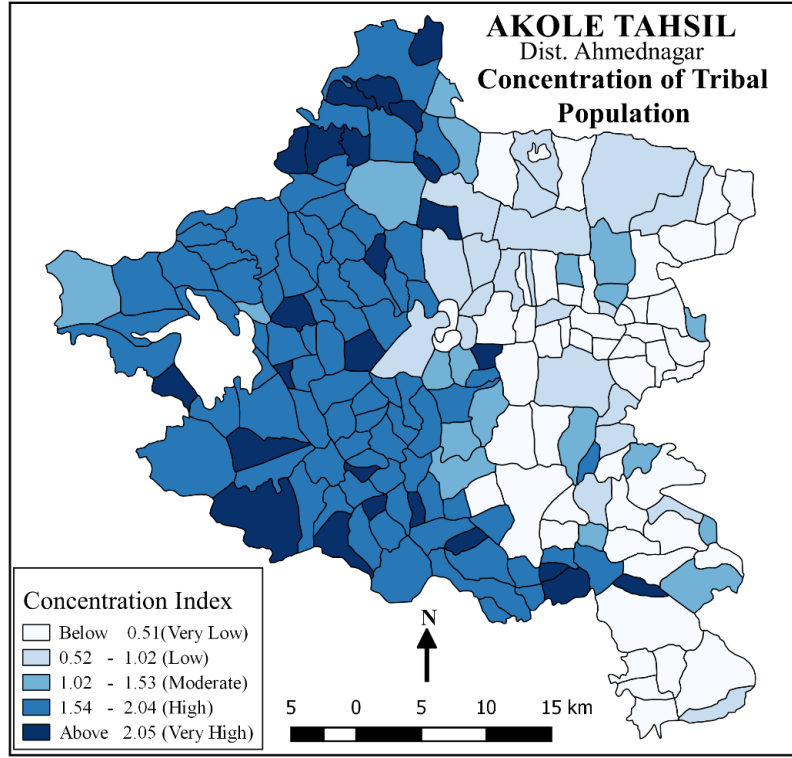 AKOLE TAHSIL
Dist. Ahmednagar
Concentration of Tribal
Population
Concentration Index
Below 0.51(Very Low)
0.52 - 1.02 (Low)
1.02 - 1.53 (Moderate)
1.54 - 2.04 (High)
Above 2.05 (Very High)
N
5 0 5 10 15 km